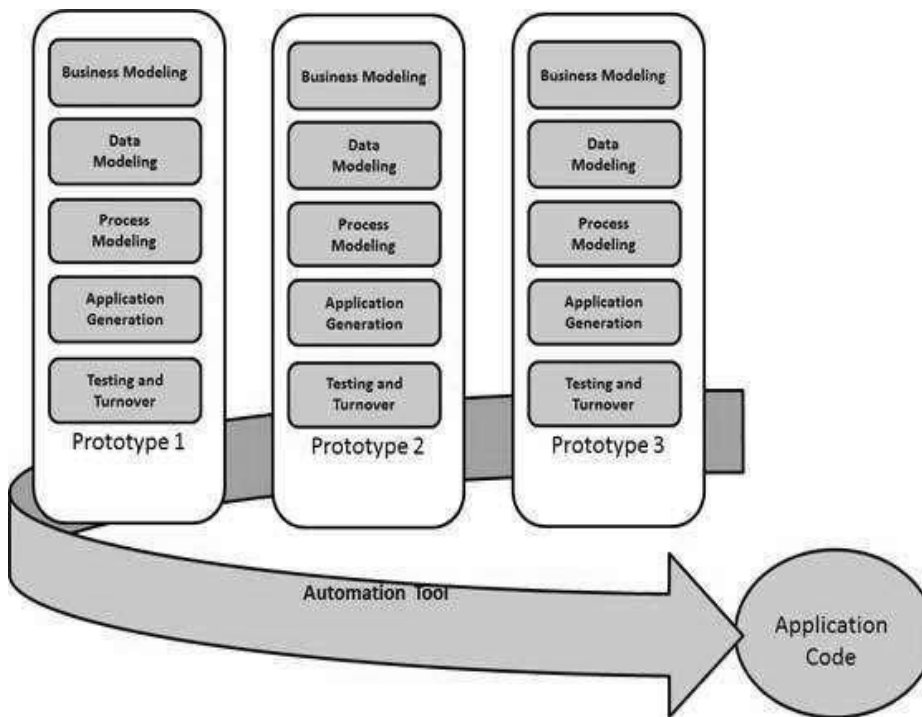 Business Modeling
Data
Modeling
Process
Modeling
Application
Generation
Testing and
Turnover
Prototype 1
Business Modeling
Data
Modeling
Process
Modeling
Application
Generation
Testing and
Turnover
Prototype 2
Business Modeling
Data
Modeling
Process
Modeling
Application
Generation
Testing and
Turnover
Prototype 3
Automation Tool
Application
Code